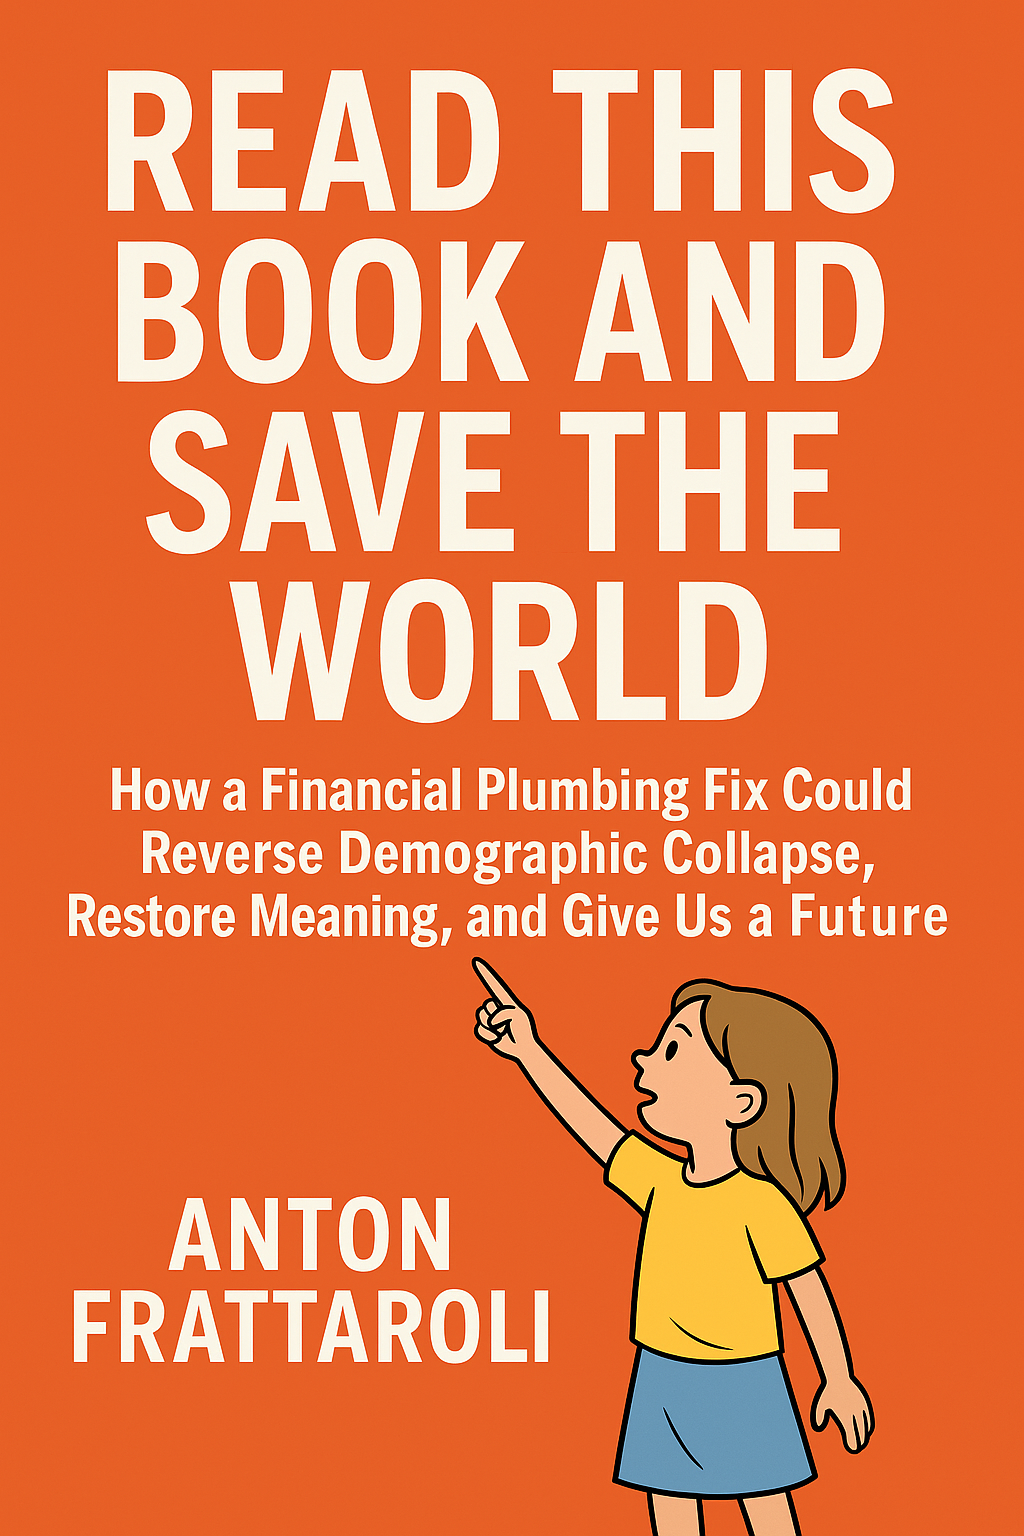 READ THIS
BOOK AND
SAVE THE
WORLD
How a Financial Plumbing Fix Could
Reverse Demographic Collapse,
Restore Meaning, and Give Us a Future
ANTON
FRATTAROLI